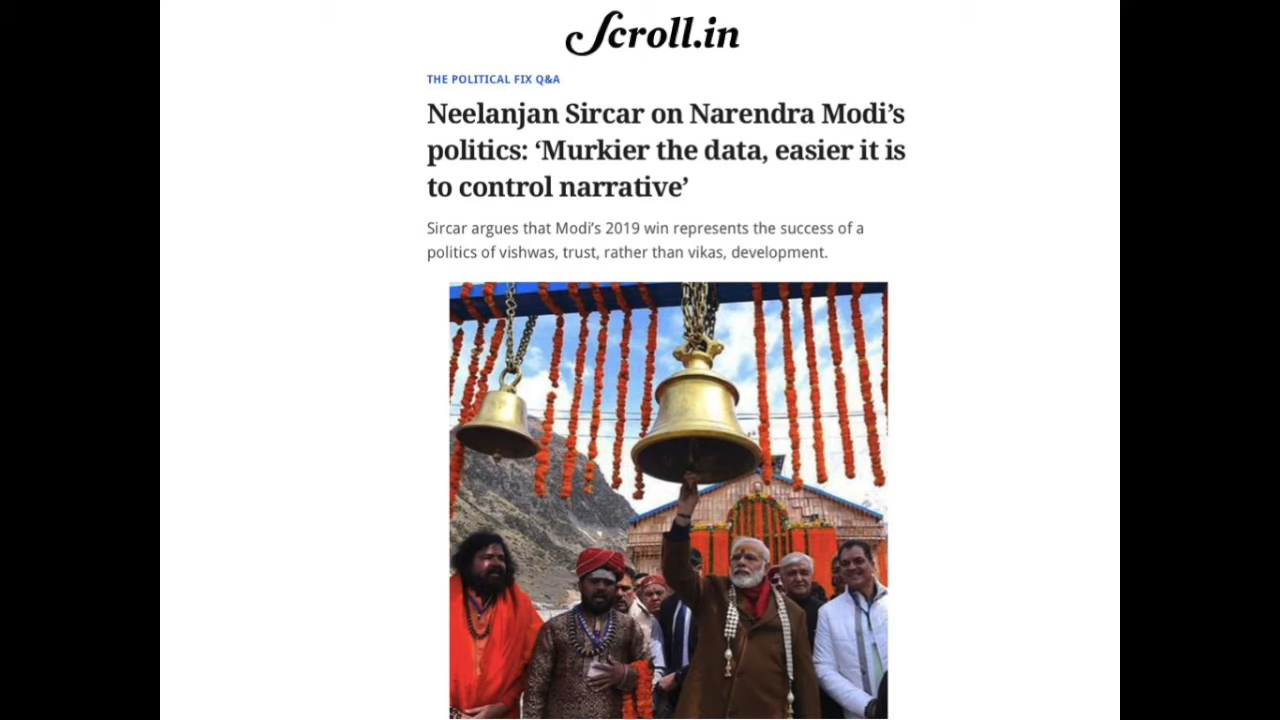 Scroll.in
THE POLITICAL FIX Q&A
Neelanjan Sircar on Narendra Modi’s
politics: ‘Murkier the data, easier it is
to control narrative’
Sircar argues that Modi’s 2019 win represents the success of a
politics of vishwas, trust, rather than vikas, development.